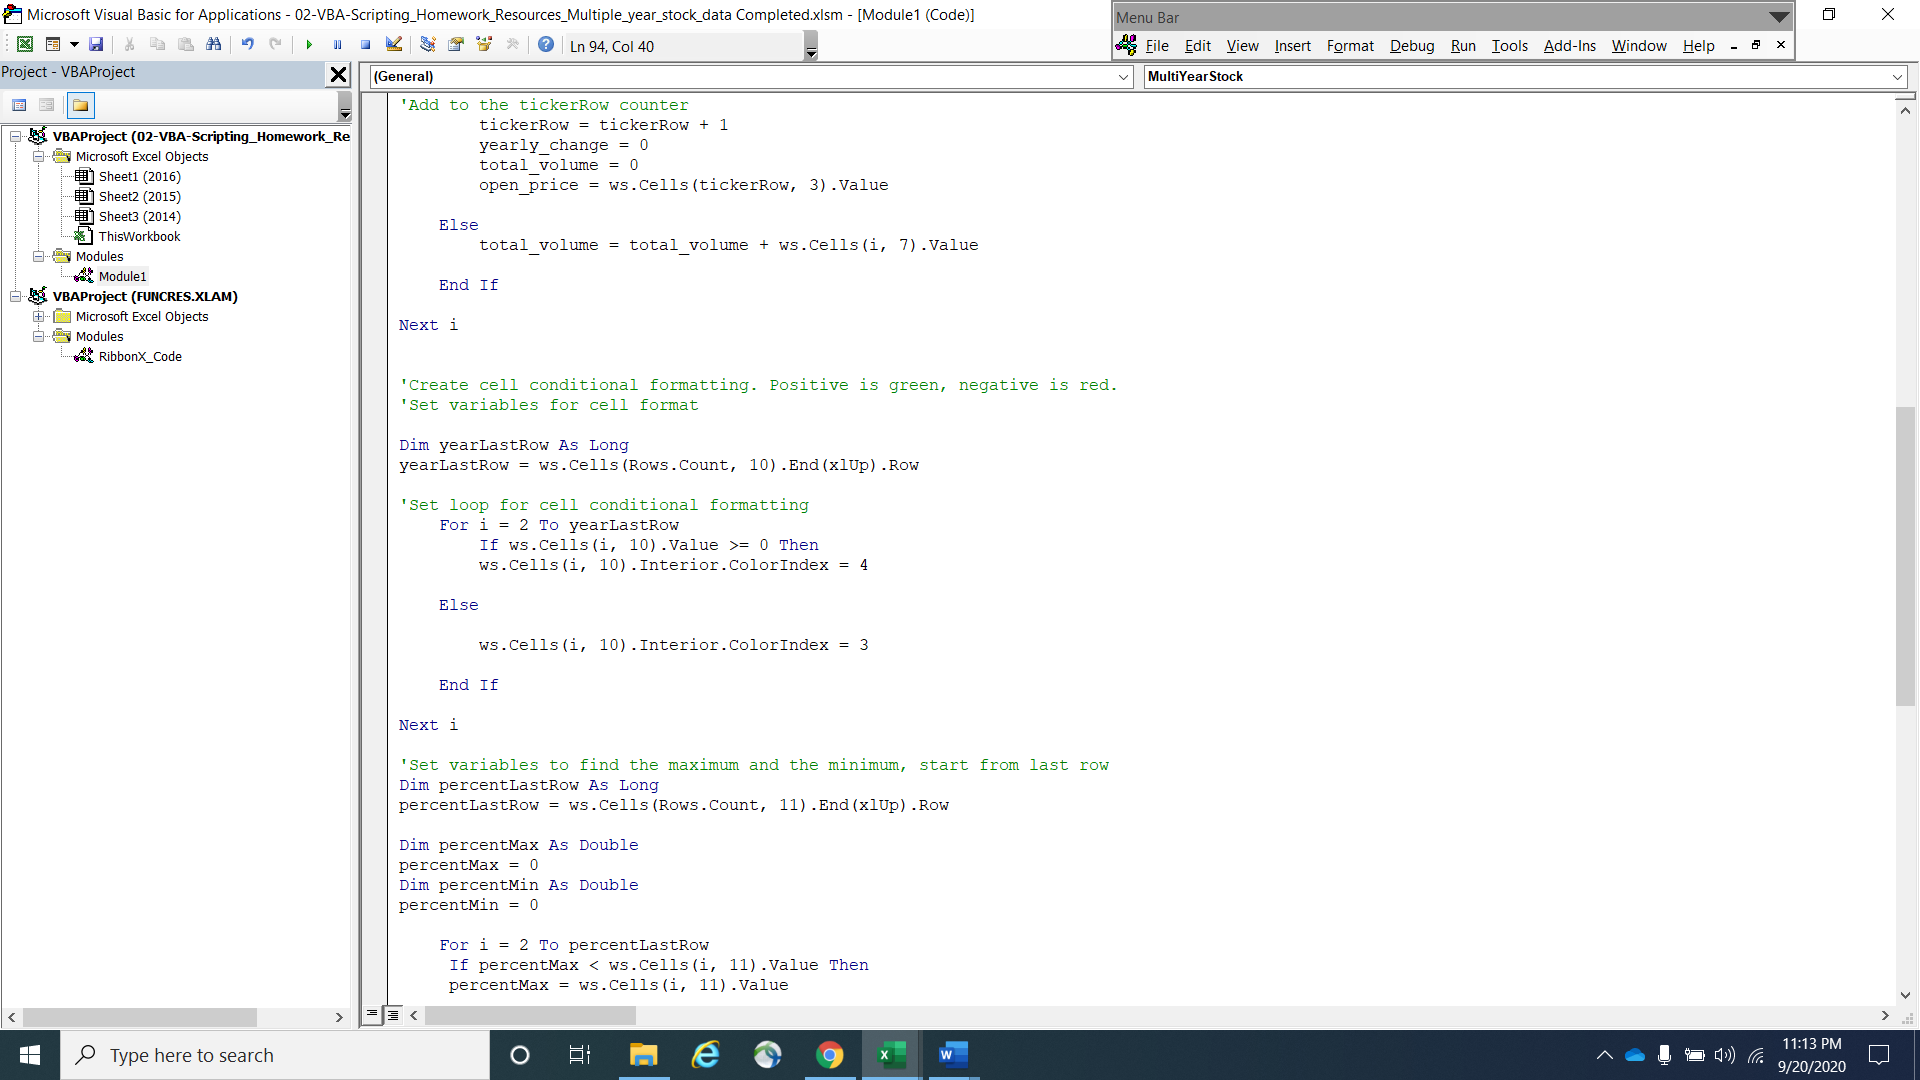 Microsoft Visual Basic for Applications - 02-VBA-Scripting_Homework_Resources_Multiple_year_stock_data Completed.xlsm - [Module1 (Code)]
Menu Bar
Ln 94, Col 40
File Edit View Insert Format Debug Run Tools Add-Ins Window Help
Project - VBAProject
(General)
MultiYearStock
VBAProject (02-VBA-Scripting_Homework_Re
Microsoft Excel Objects
Sheet1 (2016)
Sheet2 (2015)
Sheet3 (2014)
ThisWorkbook
Modules
Module1
VBAProject (FUNCRES.XLAM)
Microsoft Excel Objects
Modules
RibbonX_Code
'Add to the tickerRow counter
tickerRow = tickerRow + 1
yearly_change = 0
total_volume = 0
open_price = ws.Cells(tickerRow, 3).Value
Else
total_volume = total_volume + ws.Cells(i, 7).Value
End If
Next i
'Create cell conditional formatting. Positive is green, negative is red.
'Set variables for cell format
Dim yearLastRow As Long
yearLastRow = ws.Cells(Rows.Count, 10).End(xlUp).Row
'Set loop for cell conditional formatting
For i = 2 To yearLastRow
If ws.Cells(i, 10).Value >= 0 Then
ws.Cells(i, 10).Interior.ColorIndex = 4
Else
ws.Cells(i, 10).Interior.ColorIndex = 3
End If
Next i
'Set variables to find the maximum and the minimum, start from last row
Dim percentLastRow As Long
percentLastRow = ws.Cells(Rows.Count, 11).End(xlUp).Row
Dim percentMax As Double
percentMax = 0
Dim percentMin As Double
percentMin = 0
For i = 2 To percentLastRow
If percentMax < ws.Cells(i, 11).Value Then
percentMax = ws.Cells(i, 11).Value
Type here to search
11:13 PM
9/20/2020